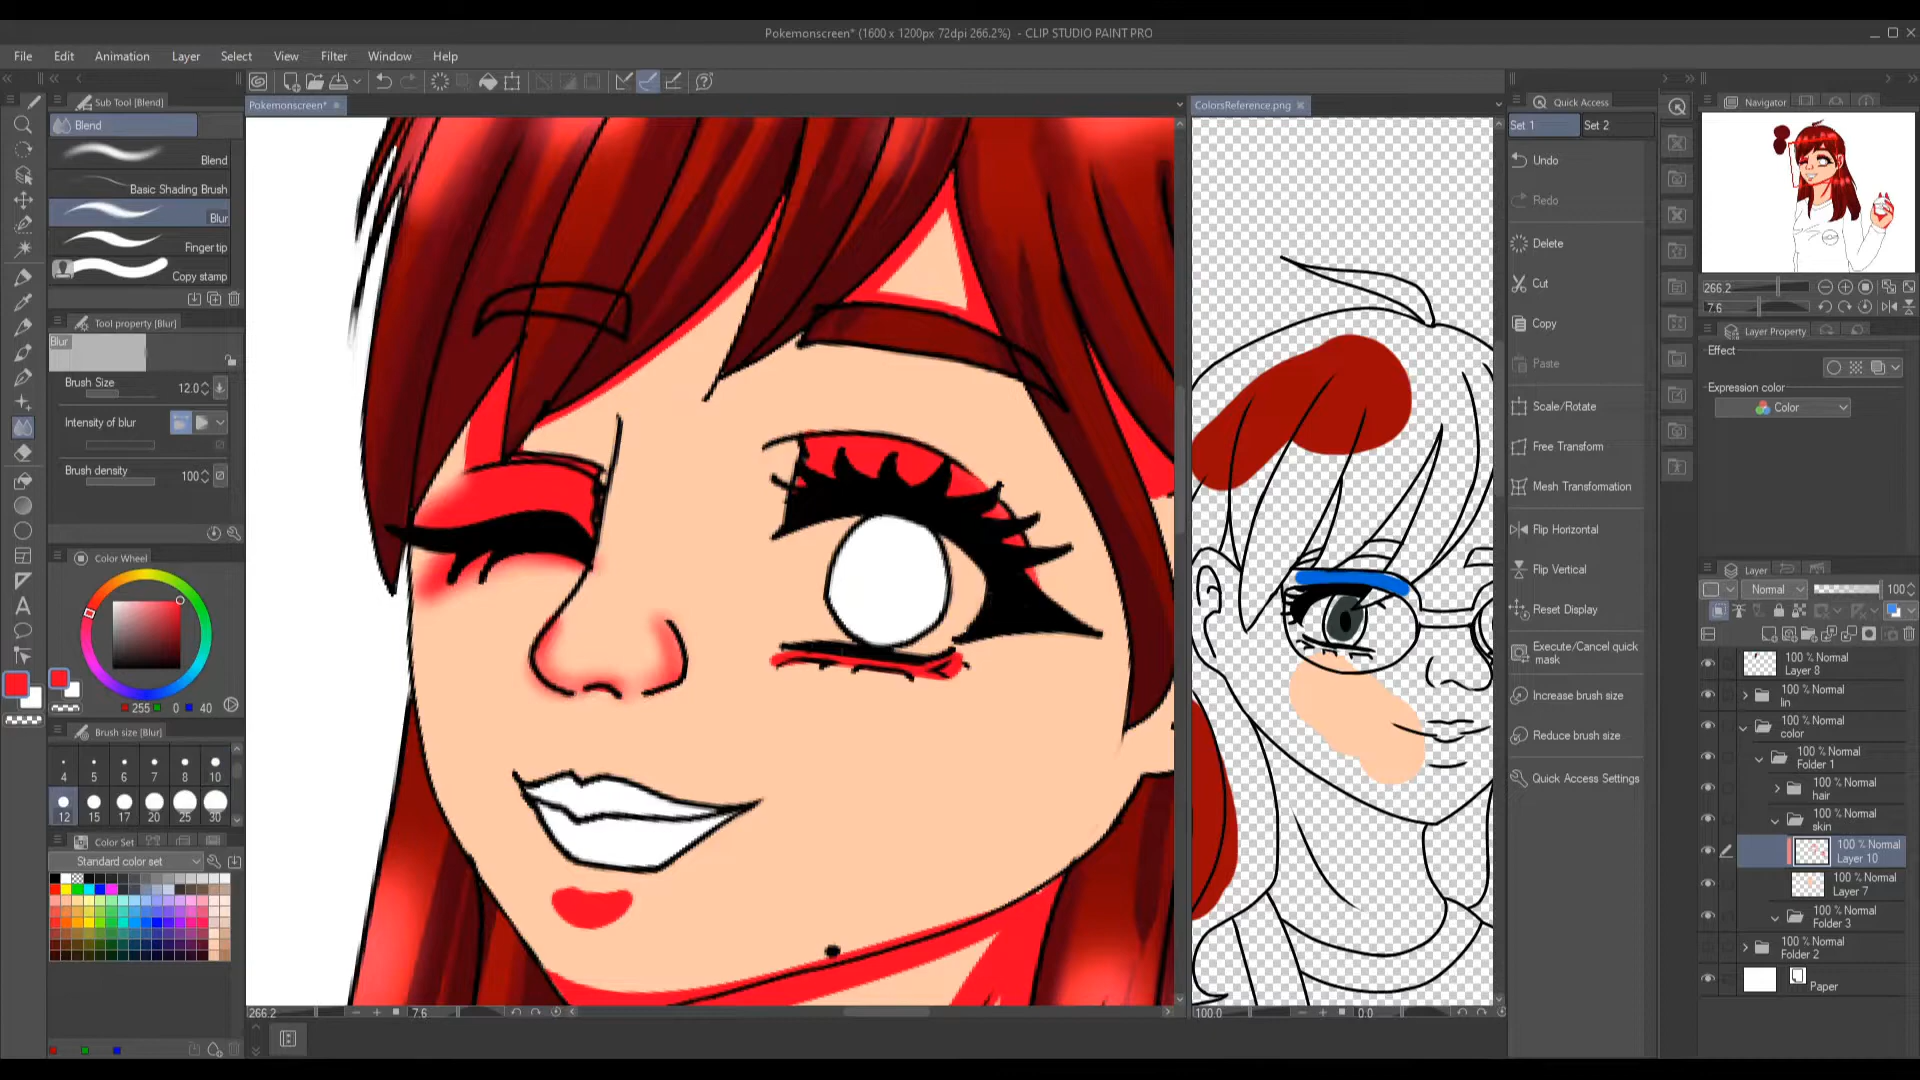 Pokemonscreen* (1600 x 1200px 72dpi 266.2%) - CLIP STUDIO PAINT PRO
File Edit Animation Layer Select View Filter Window Help
Sub Tool [Blend]
Blend
Blend
Basic Shading Brush
Blur
Finger tip
Copy stamp
Tool property [Blur]
Blur
Brush Size 12.0
Intensity of blur
Brush density 100
Color Wheel
255 0 40
Brush size [Blur]
4 5 6 7 8 10
12 15 17 20 25 30
Color Set
Standard color set
Pokemonscreen*
266.2 7.6
ColorsReference.png
100.0 0.0
Quick Access
Set 1 Set 2
Undo
Redo
Delete
Cut
Copy
Paste
Scale/Rotate
Free Transform
Mesh Transformation
Flip Horizontal
Flip Vertical
Reset Display
Execute/Cancel quick
mask
Increase brush size
Reduce brush size
Quick Access Settings
Navigator
266.2
7.6
Layer Property
Effect
Expression color
Color
Layer
Normal 100
100 % Normal
Layer 8
100 % Normal
lin
100 % Normal
color
100 % Normal
Folder 1
100 % Normal
hair
100 % Normal
skin
100 % Normal
Layer 10
100 % Normal
Layer 7
100 % Normal
Folder 3
100 % Normal
Folder 2
Paper